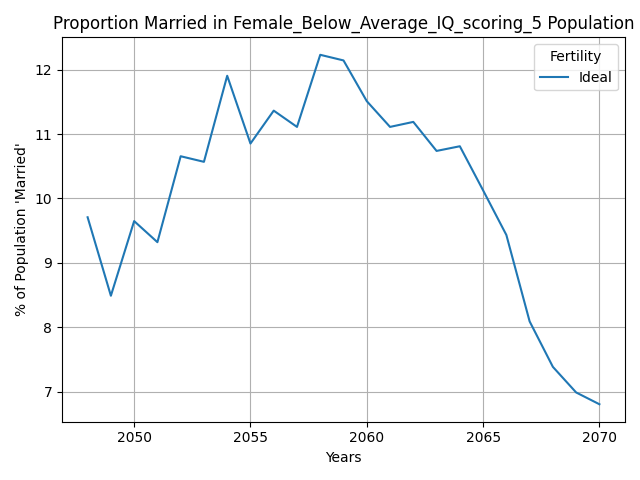 Proportion Married in Female_Below_Average_IQ_scoring_5 Population
Fertility
Ideal
% of Population 'Married'
12
11
10
9
8
7
2050
2055
2060
2065
2070
Years